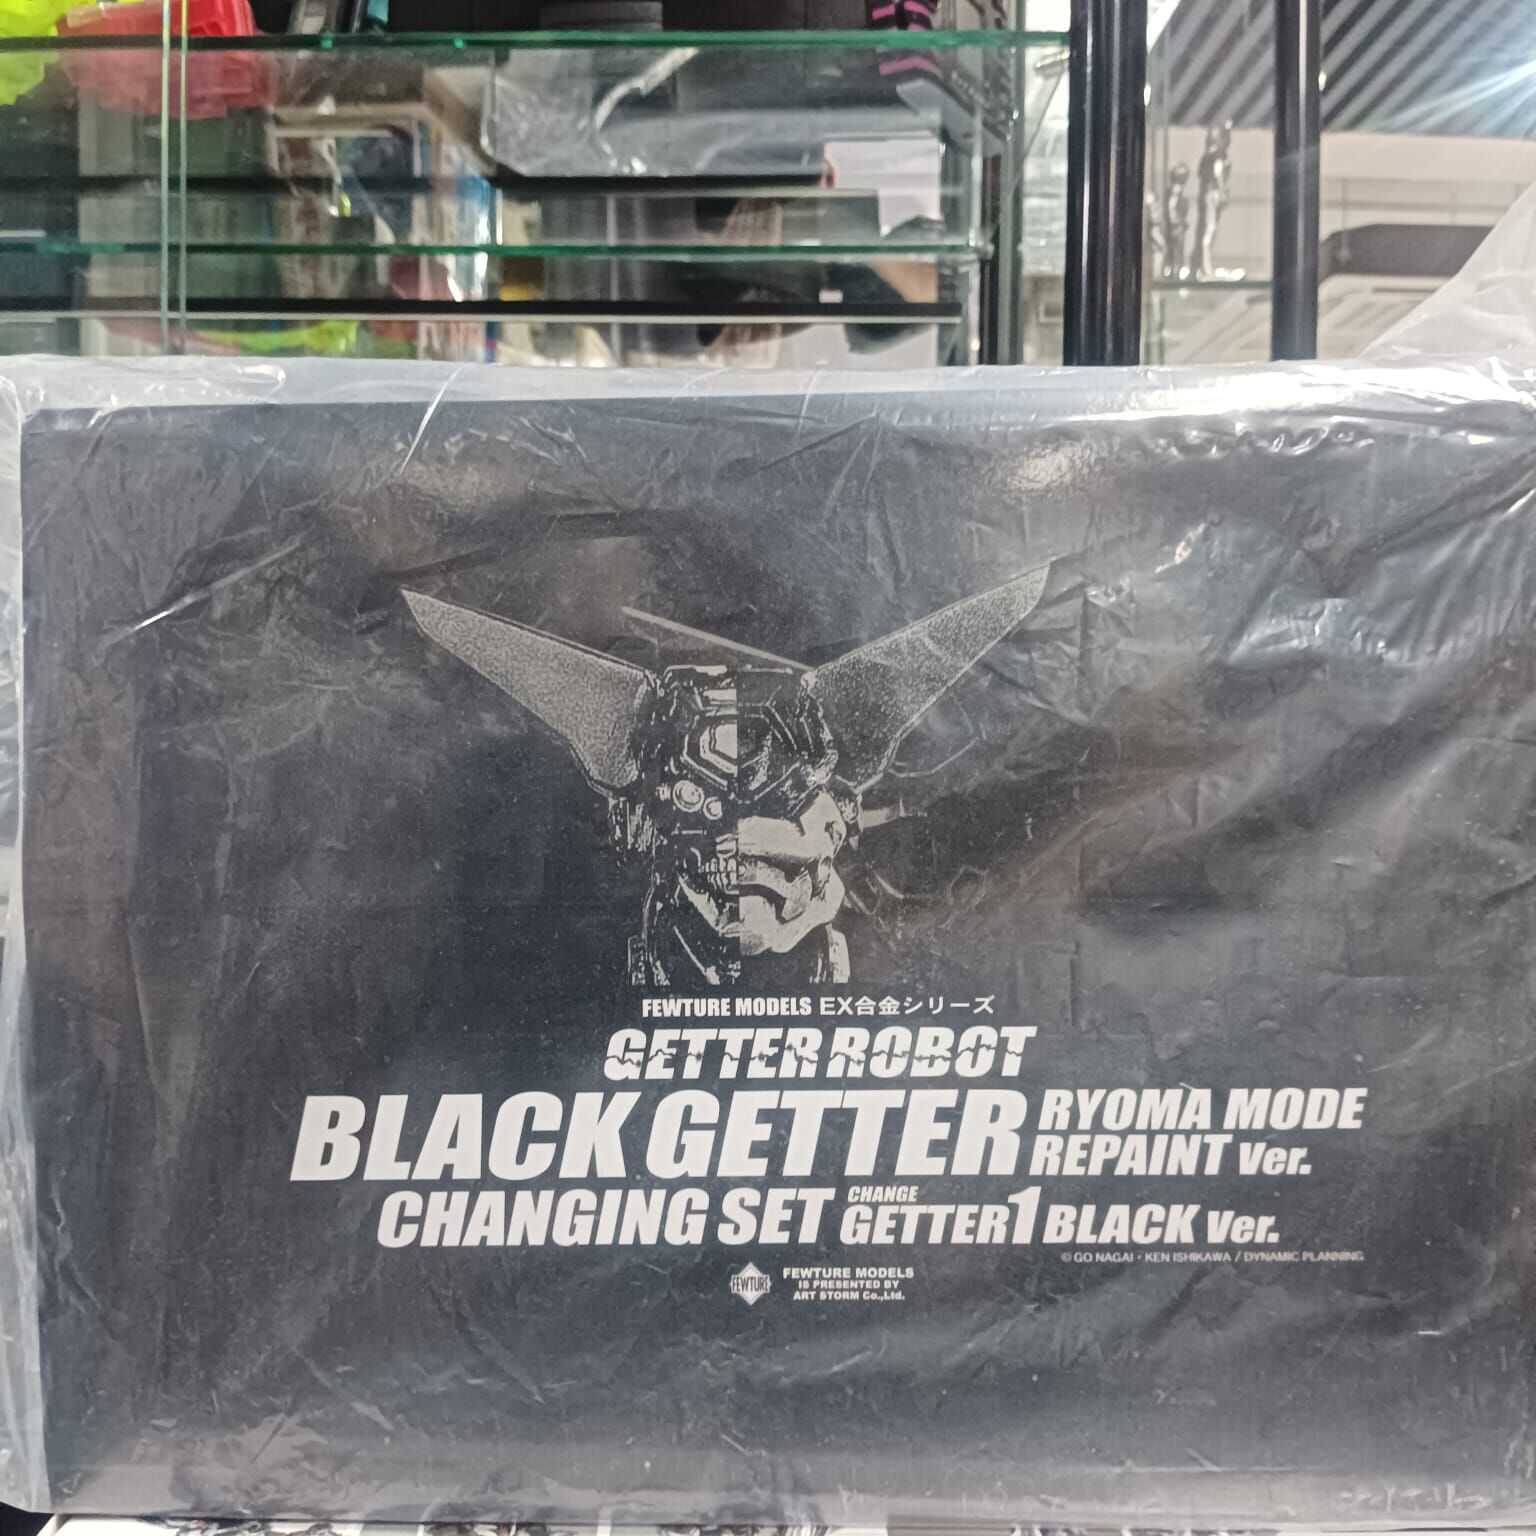 FEWTURE MODELS EX合金シリーズ
GETTER ROBOT
BLACK GETTER RYOMA MODE REPAINT Ver.
CHANGING SET CHANGE GETTER1 BLACK Ver.
© GO NAGAI・KEN ISHIKAWA / DYNAMIC PLANNING
FEWTURE
FEWTURE MODELS
IS PRESENTED BY
ART STORM Co.,Ltd.